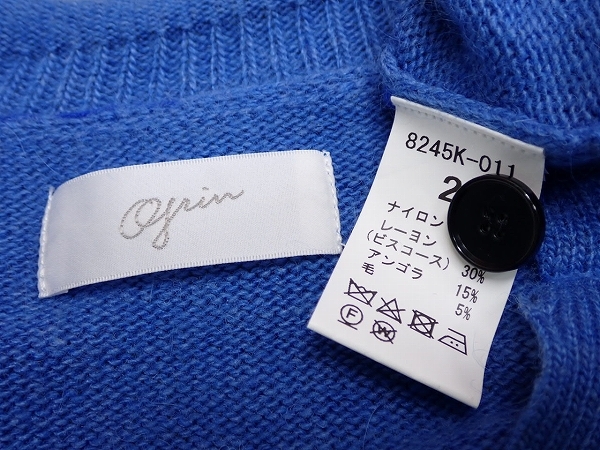 Ofrin
8245K-011
2
ナイロン
レーヨン
(ビスコース) 30%
アンゴラ 15%
毛 5%
F W